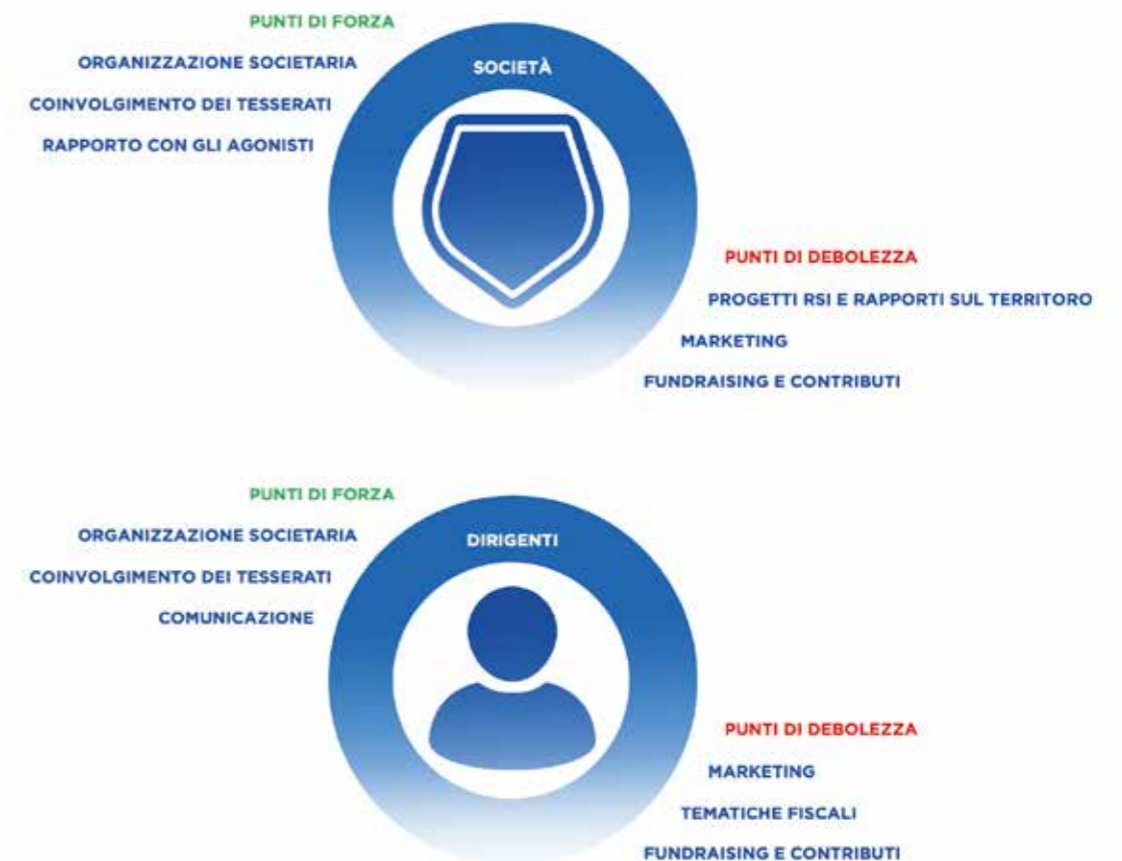 PUNTI DI FORZA
ORGANIZZAZIONE SOCIETARIA
COINVOLGIMENTO DEI TESSERATI
RAPPORTO CON GLI AGONISTI
SOCIETÀ
PUNTI DI DEBOLEZZA
PROGETTI RSI E RAPPORTI SUL TERRITORO
MARKETING
FUNDRAISING E CONTRIBUTI
PUNTI DI FORZA
ORGANIZZAZIONE SOCIETARIA
COINVOLGIMENTO DEI TESSERATI
COMUNICAZIONE
DIRIGENTI
PUNTI DI DEBOLEZZA
MARKETING
TEMATICHE FISCALI
FUNDRAISING E CONTRIBUTI